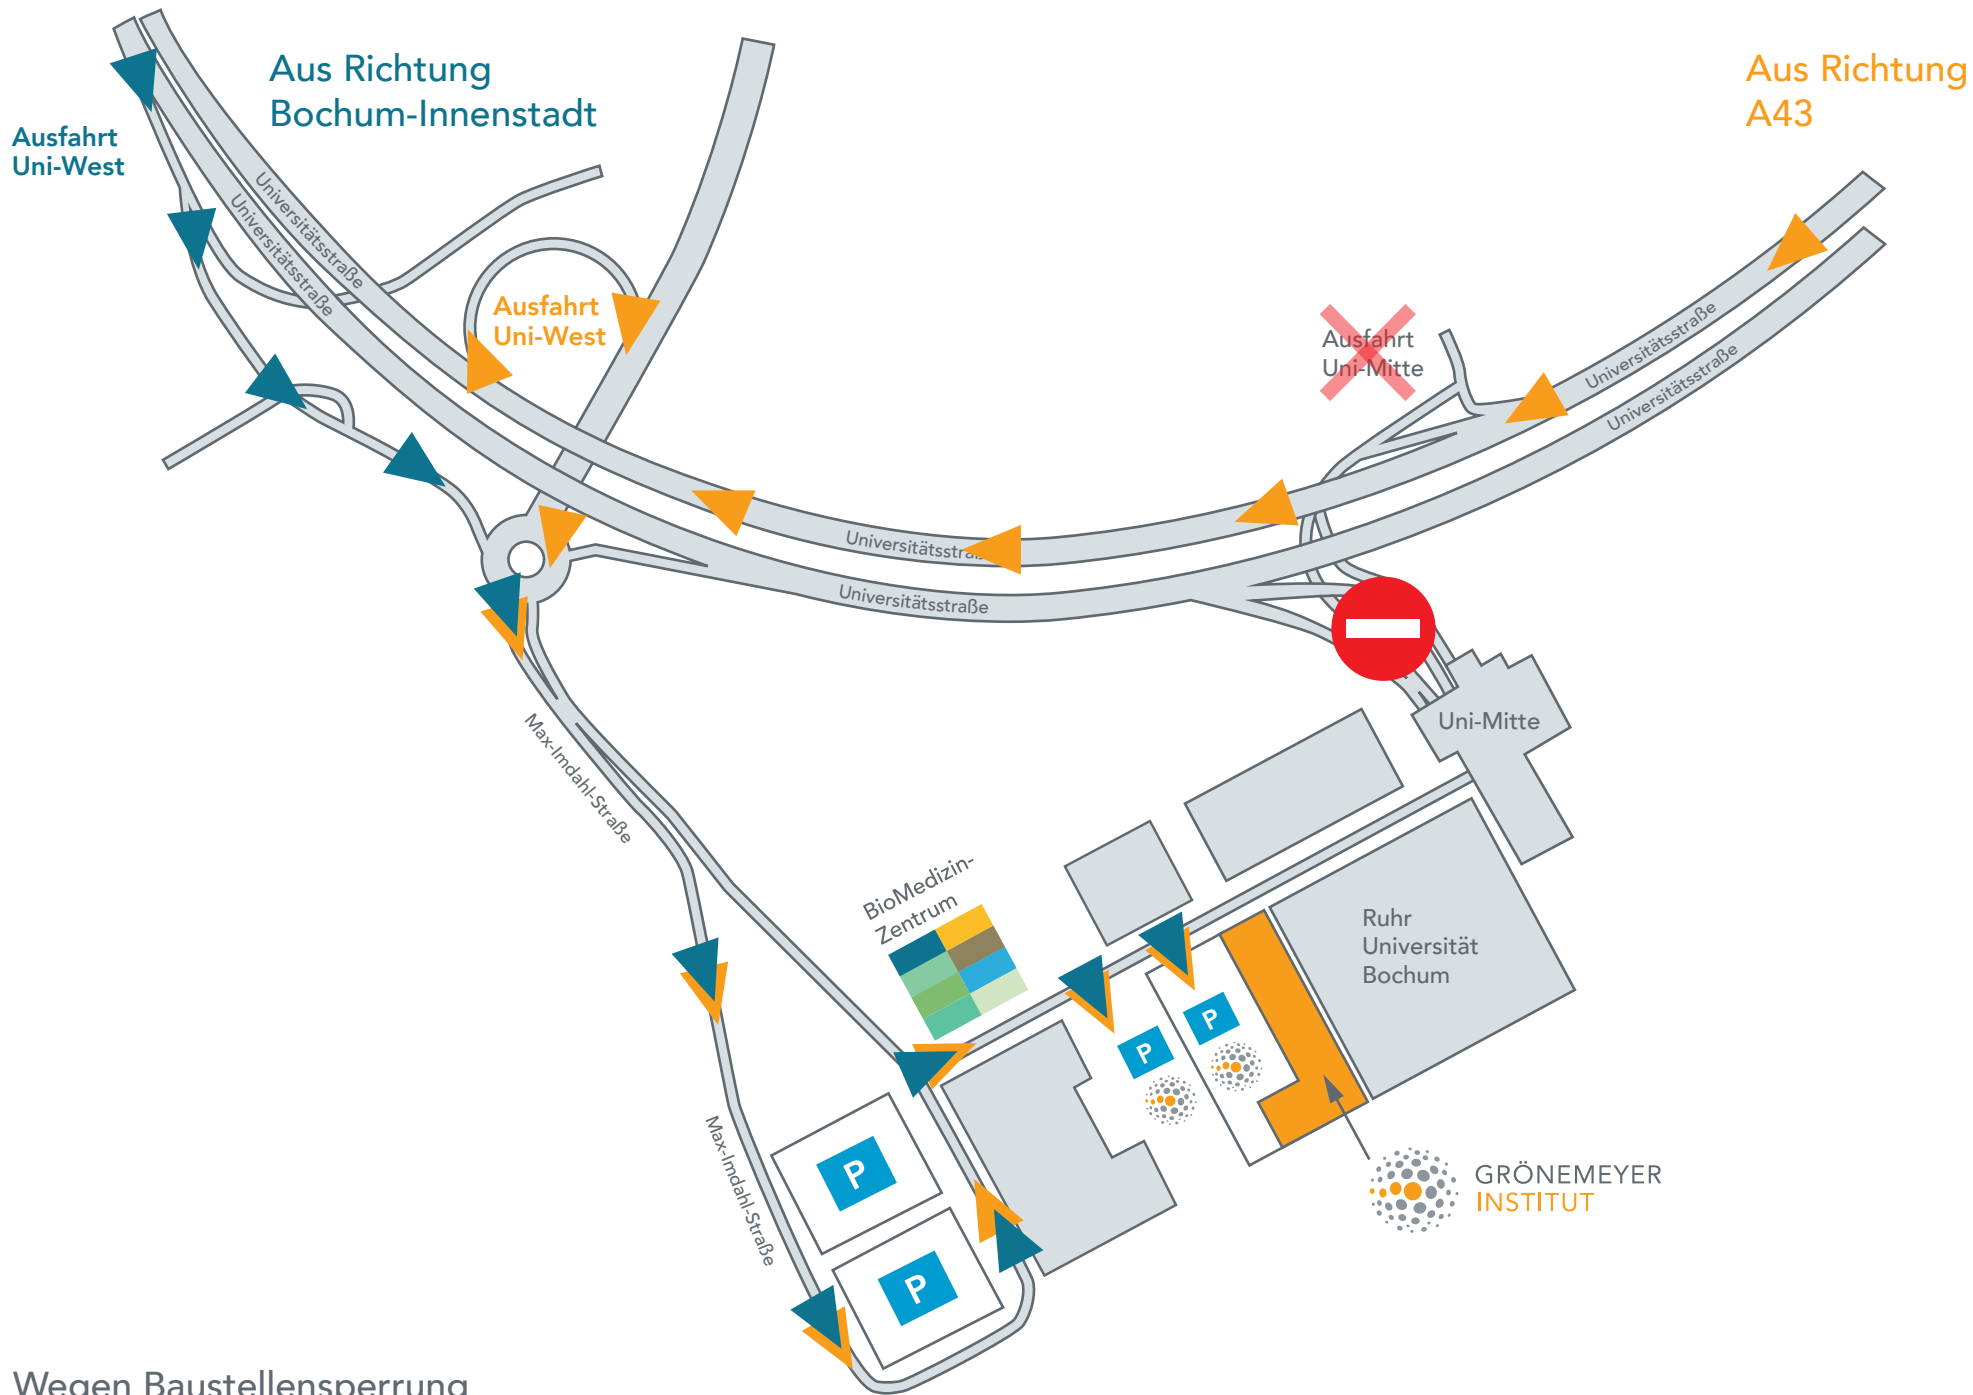 Aus Richtung
Bochum-Innenstadt
Aus Richtung
A43
Ausfahrt
Uni-West
Universitätsstraße
Universitätsstraße
Ausfahrt
Uni-West
Ausfahrt
Uni-Mitte
Universitätsstraße
Universitätsstraße
Universitätsstraße
Universitätsstraße
Uni-Mitte
Max-Imdahl-Straße
BioMedizin-
Zentrum
Ruhr
Universität
Bochum
P
P
Max-Imdahl-Straße
P
P
GRÖNEMEYER
INSTITUT
Wegen Baustellensperrung